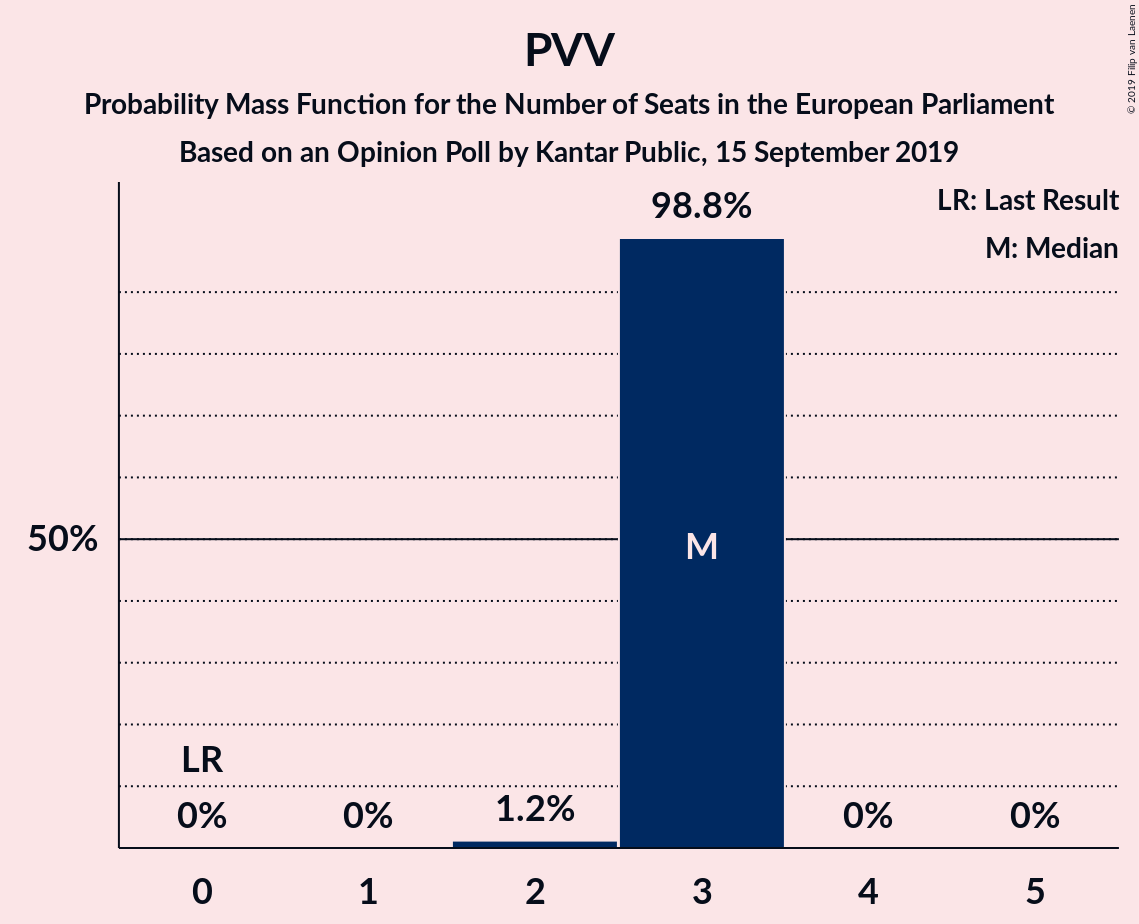 PVV
Probability Mass Function for the Number of Seats in the European Parliament
Based on an Opinion Poll by Kantar Public, 15 September 2019
© 2019 Filip van Laenen
LR: Last Result
M: Median
98.8%
50%
M
LR
0%
0%
1.2%
0%
0%
0
1
2
3
4
5